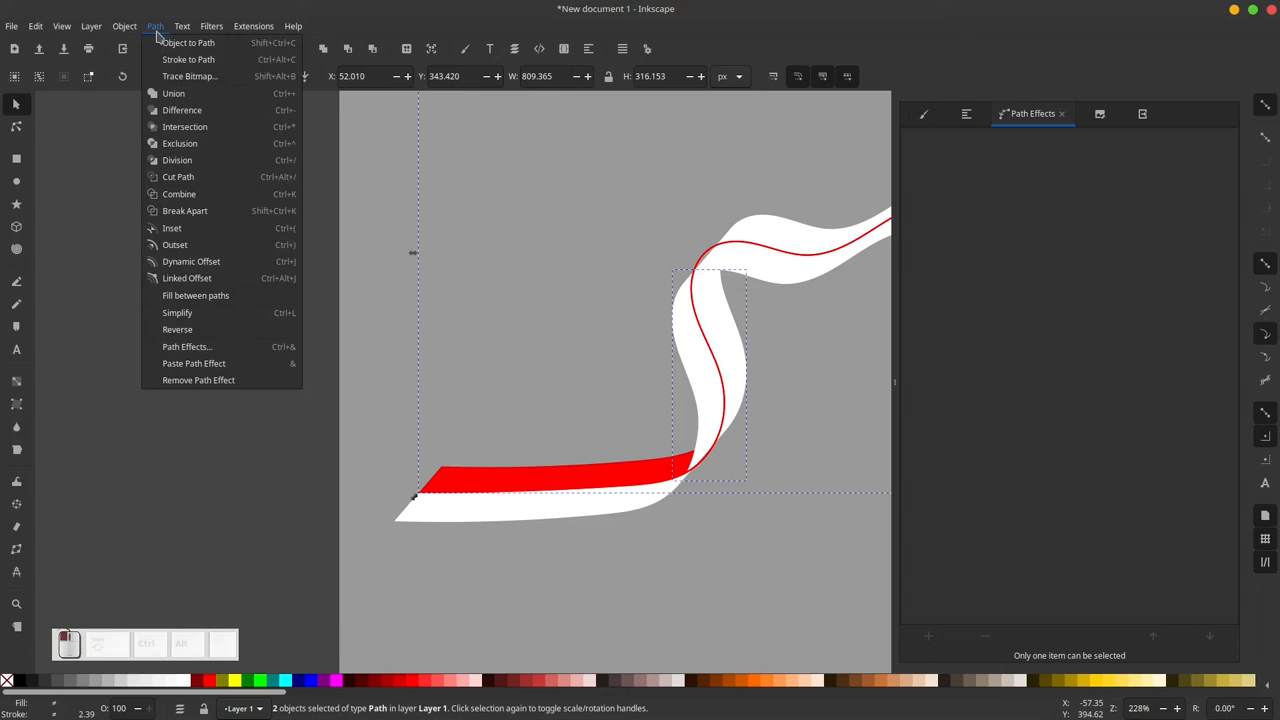 *New document 1 - Inkscape
File Edit View Layer Object Path Text Filters Extensions Help
X: 52.010 Y: 343.420 W: 809.365 H: 316.153 px
Object to Path Shift+Ctrl+C
Stroke to Path Ctrl+Alt+C
Trace Bitmap... Shift+Alt+B
Union Ctrl++
Difference Ctrl+-
Intersection Ctrl+*
Exclusion Ctrl+^
Division Ctrl+/
Cut Path Ctrl+Alt+/
Combine Ctrl+K
Break Apart Shift+Ctrl+K
Inset Ctrl+(
Outset Ctrl+)
Dynamic Offset Ctrl+J
Linked Offset Ctrl+Alt+J
Fill between paths
Simplify Ctrl+L
Reverse
Path Effects... Ctrl+&
Paste Path Effect &
Remove Path Effect
Path Effects
Only one item can be selected
Shift Ctrl Alt
Fill:
Stroke: 2.39
O: 100
Layer 1
2 objects selected of type Path in layer Layer 1. Click selection again to toggle scale/rotation handles.
X: -57.35
Y: 394.62
Z: 228%
R: 0.00°